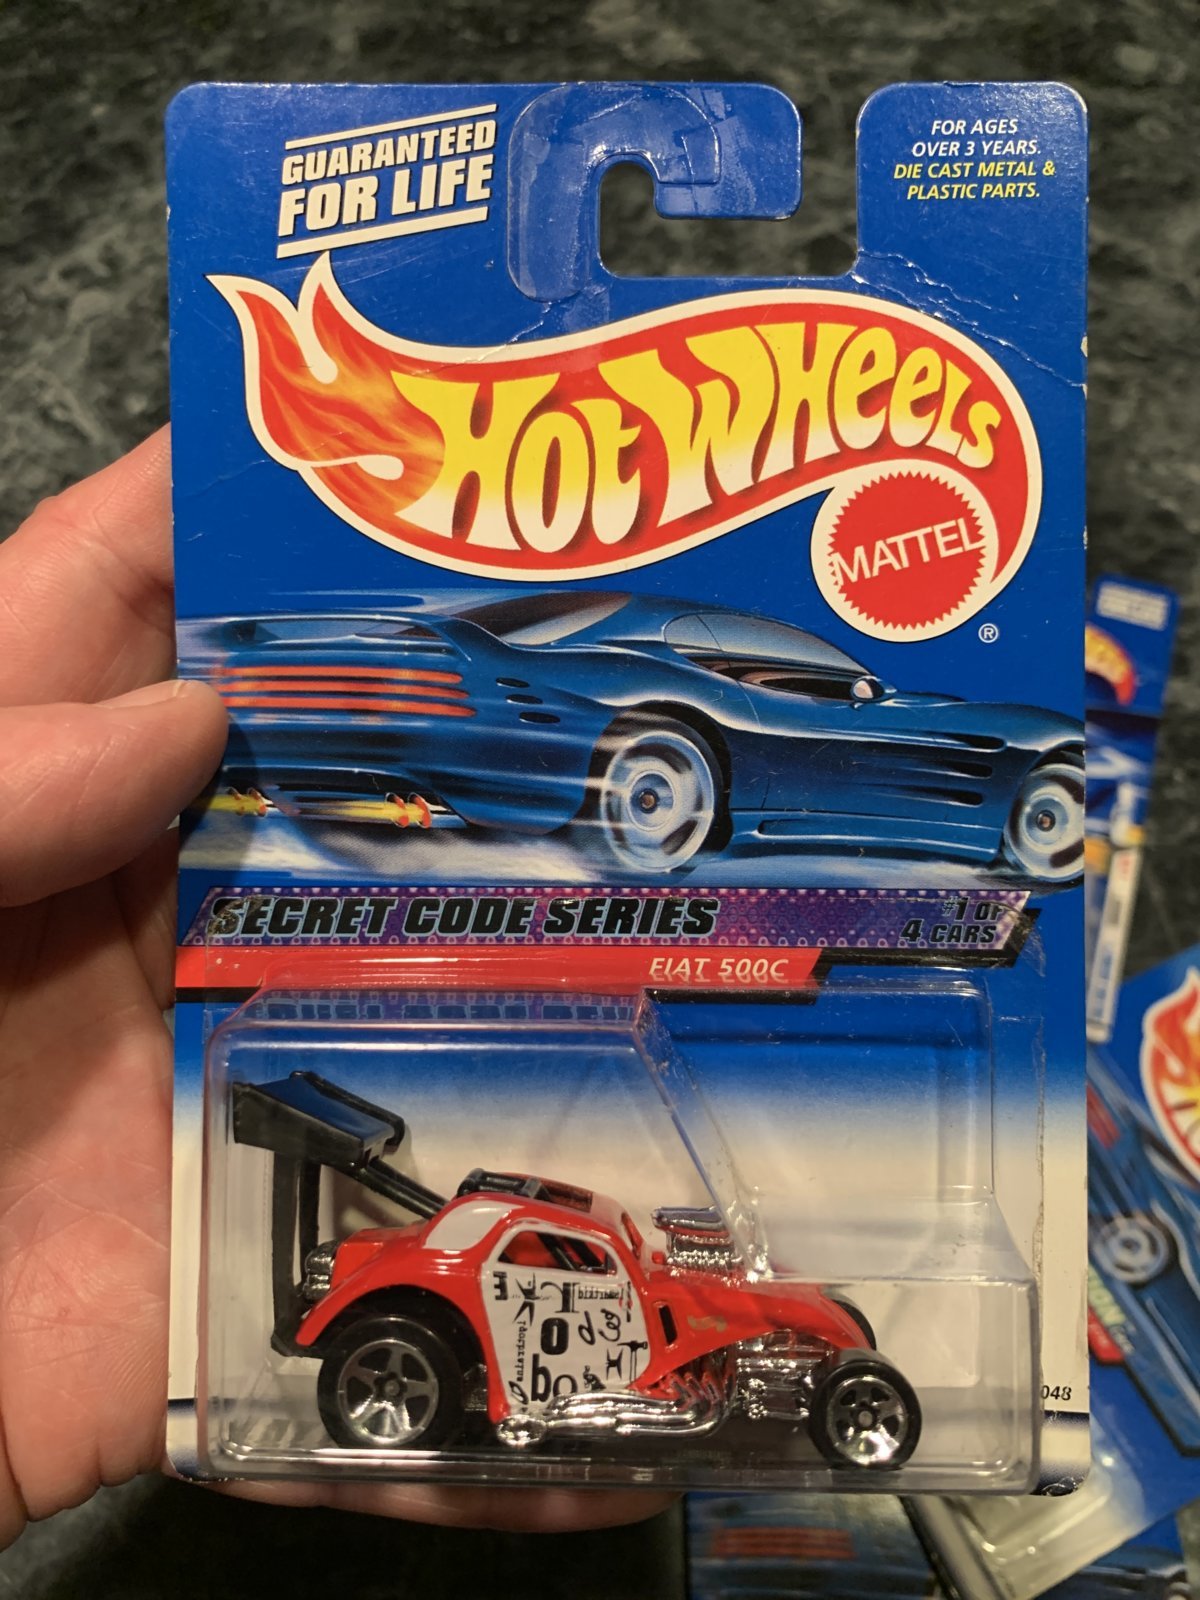 GUARANTEED
FOR LIFE
FOR AGES
OVER 3 YEARS.
DIE CAST METAL &
PLASTIC PARTS.
HOT WHEELS
MATTEL
®
SECRET CODE SERIES
#1 OF
4 CARS
FIAT 500C
048